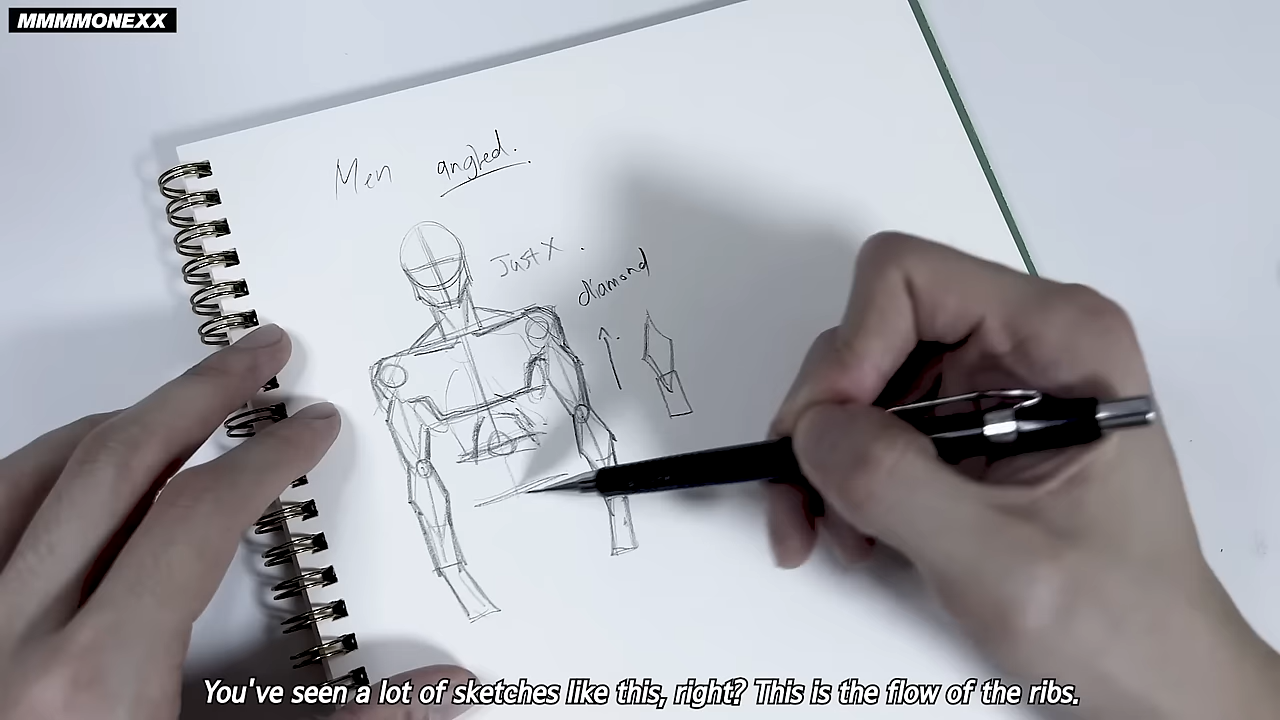 MMMMONEXX
Men angled.
Just X.
diamond
You've seen a lot of sketches like this, right? This is the flow of the ribs.